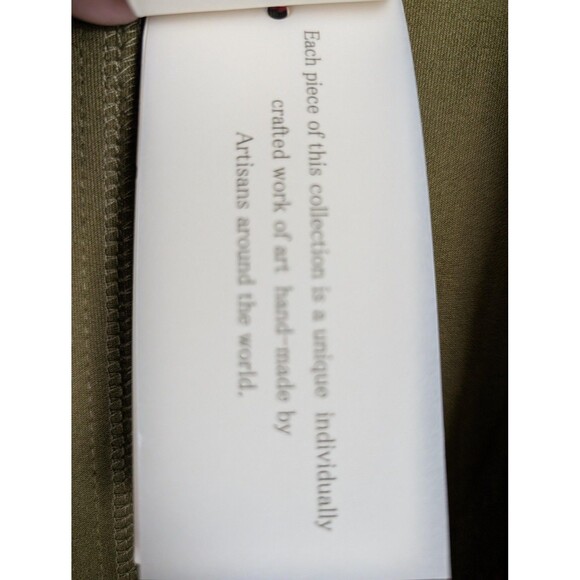 Each piece of this collection is a unique individually
crafted work of art hand-made by
Artisans around the world.